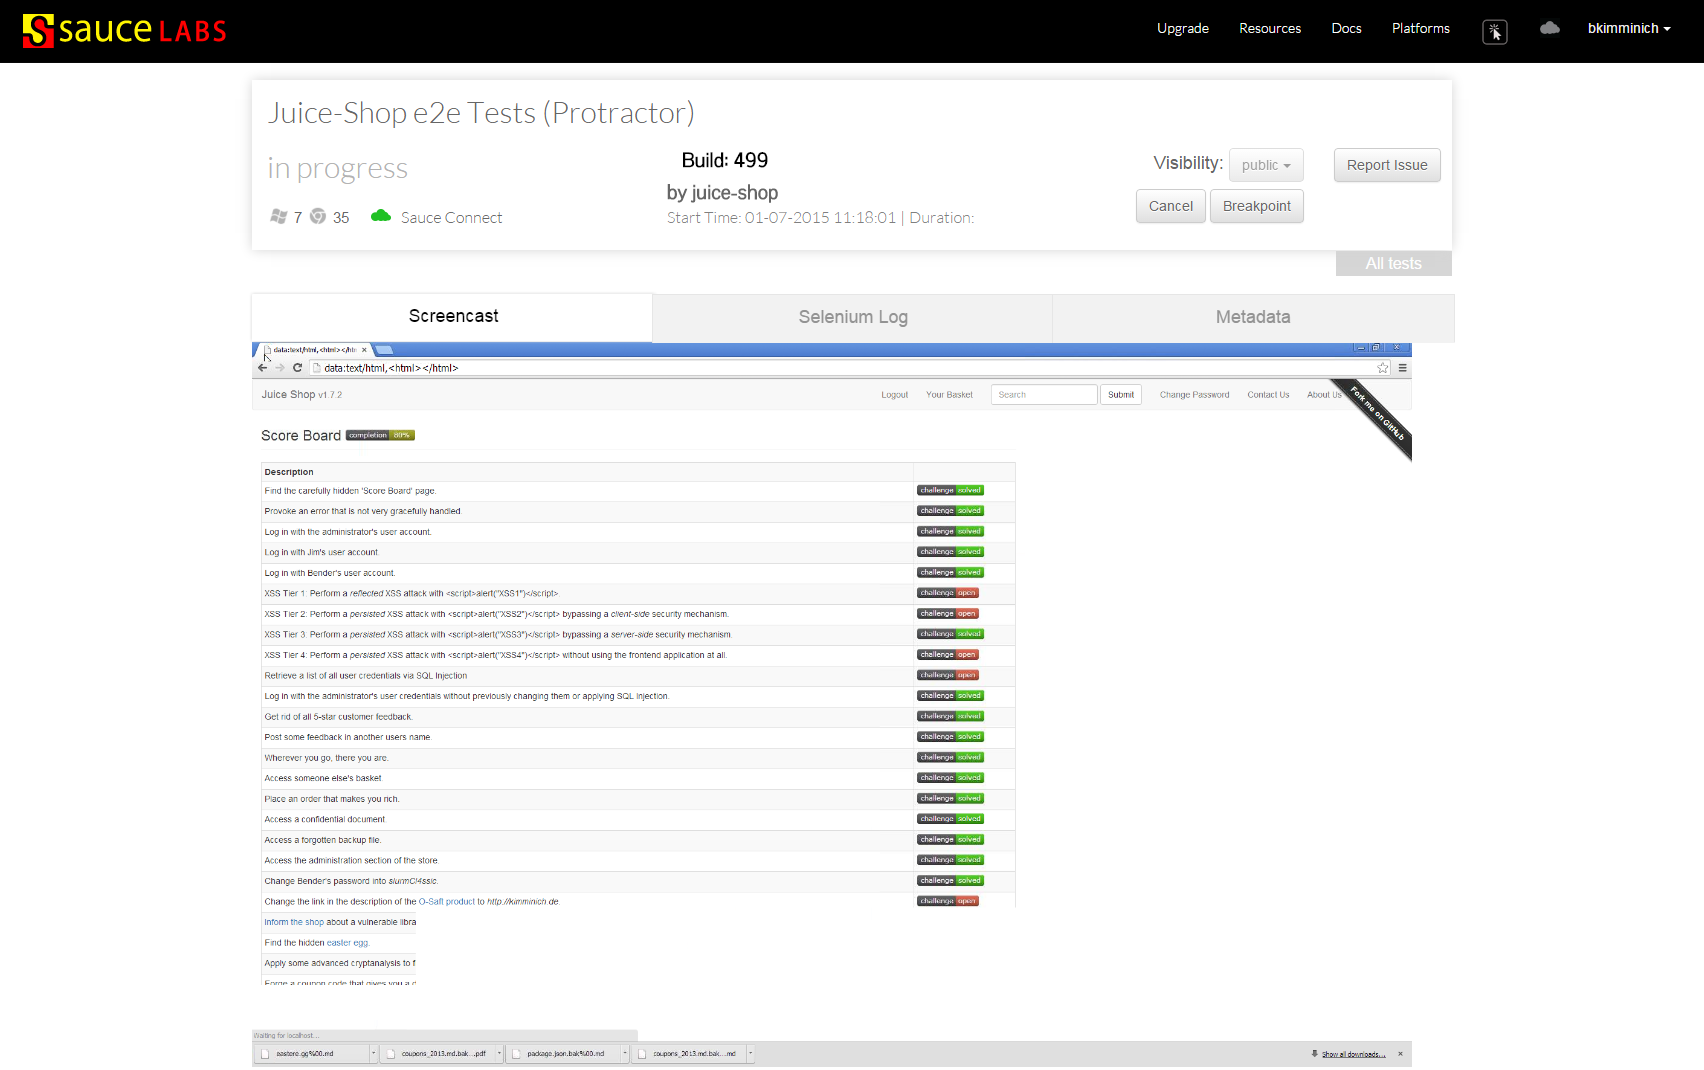 sauce LABS
Upgrade Resources Docs Platforms bkimminich
Juice-Shop e2e Tests (Protractor)
in progress
Build: 499
by juice-shop
Start Time: 01-07-2015 11:18:01 | Duration:
7 35 Sauce Connect
Visibility: public
Report Issue
Cancel Breakpoint
All tests
Screencast Selenium Log Metadata
data:text/html,<html></ht
data:text/html,<html></html>
Juice Shop v1.7.2 Logout Your Basket Search Submit Change Password Contact Us About Us
Fork me on GitHub
Score Board completion 80%
Description
Find the carefully hidden 'Score Board' page. challenge solved
Provoke an error that is not very gracefully handled. challenge solved
Log in with the administrator's user account. challenge solved
Log in with Jim's user account. challenge solved
Log in with Bender's user account. challenge solved
XSS Tier 1: Perform a reflected XSS attack with <script>alert("XSS1")</script> challenge open
XSS Tier 2: Perform a persisted XSS attack with <script>alert("XSS2")</script> bypassing a client-side security mechanism. challenge open
XSS Tier 3: Perform a persisted XSS attack with <script>alert("XSS3")</script> bypassing a server-side security mechanism. challenge solved
XSS Tier 4: Perform a persisted XSS attack with <script>alert("XSS4")</script> without using the frontend application at all. challenge open
Retrieve a list of all user credentials via SQL Injection challenge open
Log in with the administrator's user credentials without previously changing them or applying SQL Injection. challenge solved
Get rid of all 5-star customer feedback. challenge solved
Post some feedback in another users name. challenge solved
Wherever you go, there you are. challenge solved
Access someone else's basket. challenge solved
Place an order that makes you rich. challenge solved
Access a confidential document. challenge solved
Access a forgotten backup file. challenge solved
Access the administration section of the store. challenge solved
Change Bender's password into slurmCl4ssic. challenge solved
Change the link in the description of the O-Saft product to http://kimminich.de. challenge open
Inform the shop about a vulnerable libra
Find the hidden easter egg.
Apply some advanced cryptanalysis to f
Forge a coupon code that gives you a d
Waiting for localhost...
eastere.gg%00.md coupons_2013.md.bak....pdf package.json.bak%00.md coupons_2013.md.bak....md Show all downloads...